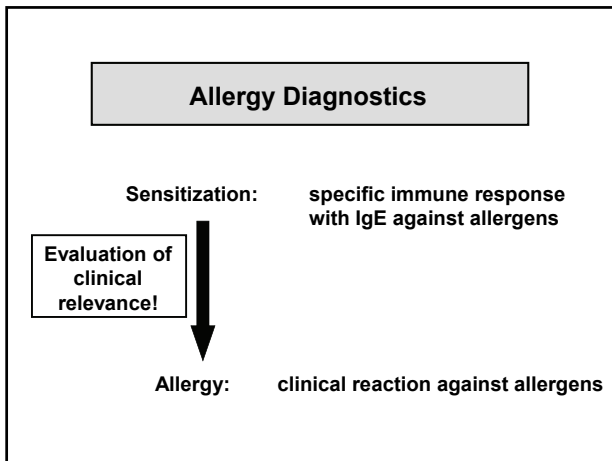 Allergy Diagnostics
Sensitization: specific immune response
with IgE against allergens
Evaluation of
clinical
relevance!
Allergy: clinical reaction against allergens